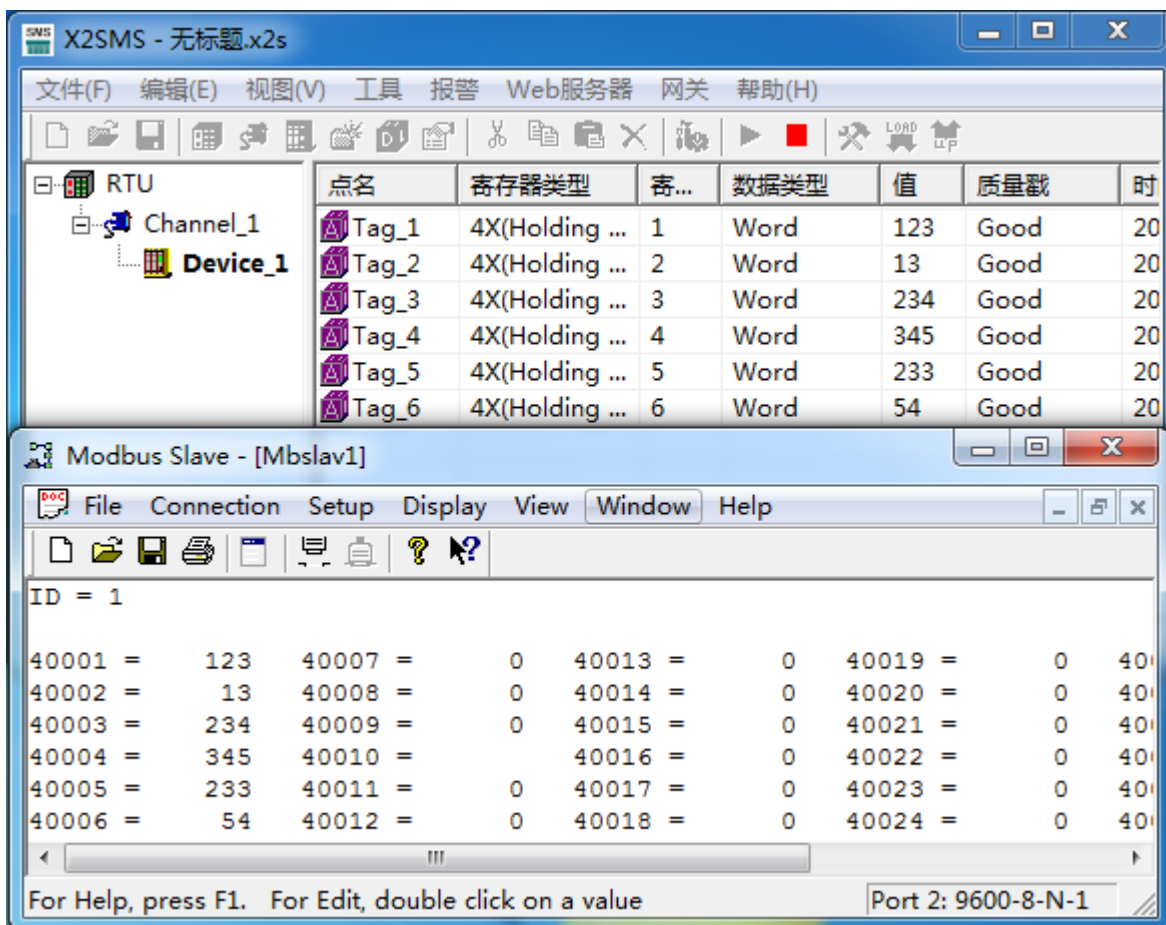 X2SMS - 无标题.x2s
文件(F) 编辑(E) 视图(V) 工具 报警 Web服务器 网关 帮助(H)
RTU
Channel_1
Device_1
点名 寄存器类型 寄... 数据类型 值 质量戳 时
Tag_1 4X(Holding ... 1 Word 123 Good 20
Tag_2 4X(Holding ... 2 Word 13 Good 20
Tag_3 4X(Holding ... 3 Word 234 Good 20
Tag_4 4X(Holding ... 4 Word 345 Good 20
Tag_5 4X(Holding ... 5 Word 233 Good 20
Tag_6 4X(Holding ... 6 Word 54 Good 20
Modbus Slave - [Mbslav1]
File Connection Setup Display View Window Help
ID = 1
40001 = 123 40007 = 0 40013 = 0 40019 = 0 40
40002 = 13 40008 = 0 40014 = 0 40020 = 0 40
40003 = 234 40009 = 0 40015 = 0 40021 = 0 40
40004 = 345 40010 = 40016 = 0 40022 = 0 40
40005 = 233 40011 = 0 40017 = 0 40023 = 0 40
40006 = 54 40012 = 0 40018 = 0 40024 = 0 40
For Help, press F1. For Edit, double click on a value Port 2: 9600-8-N-1